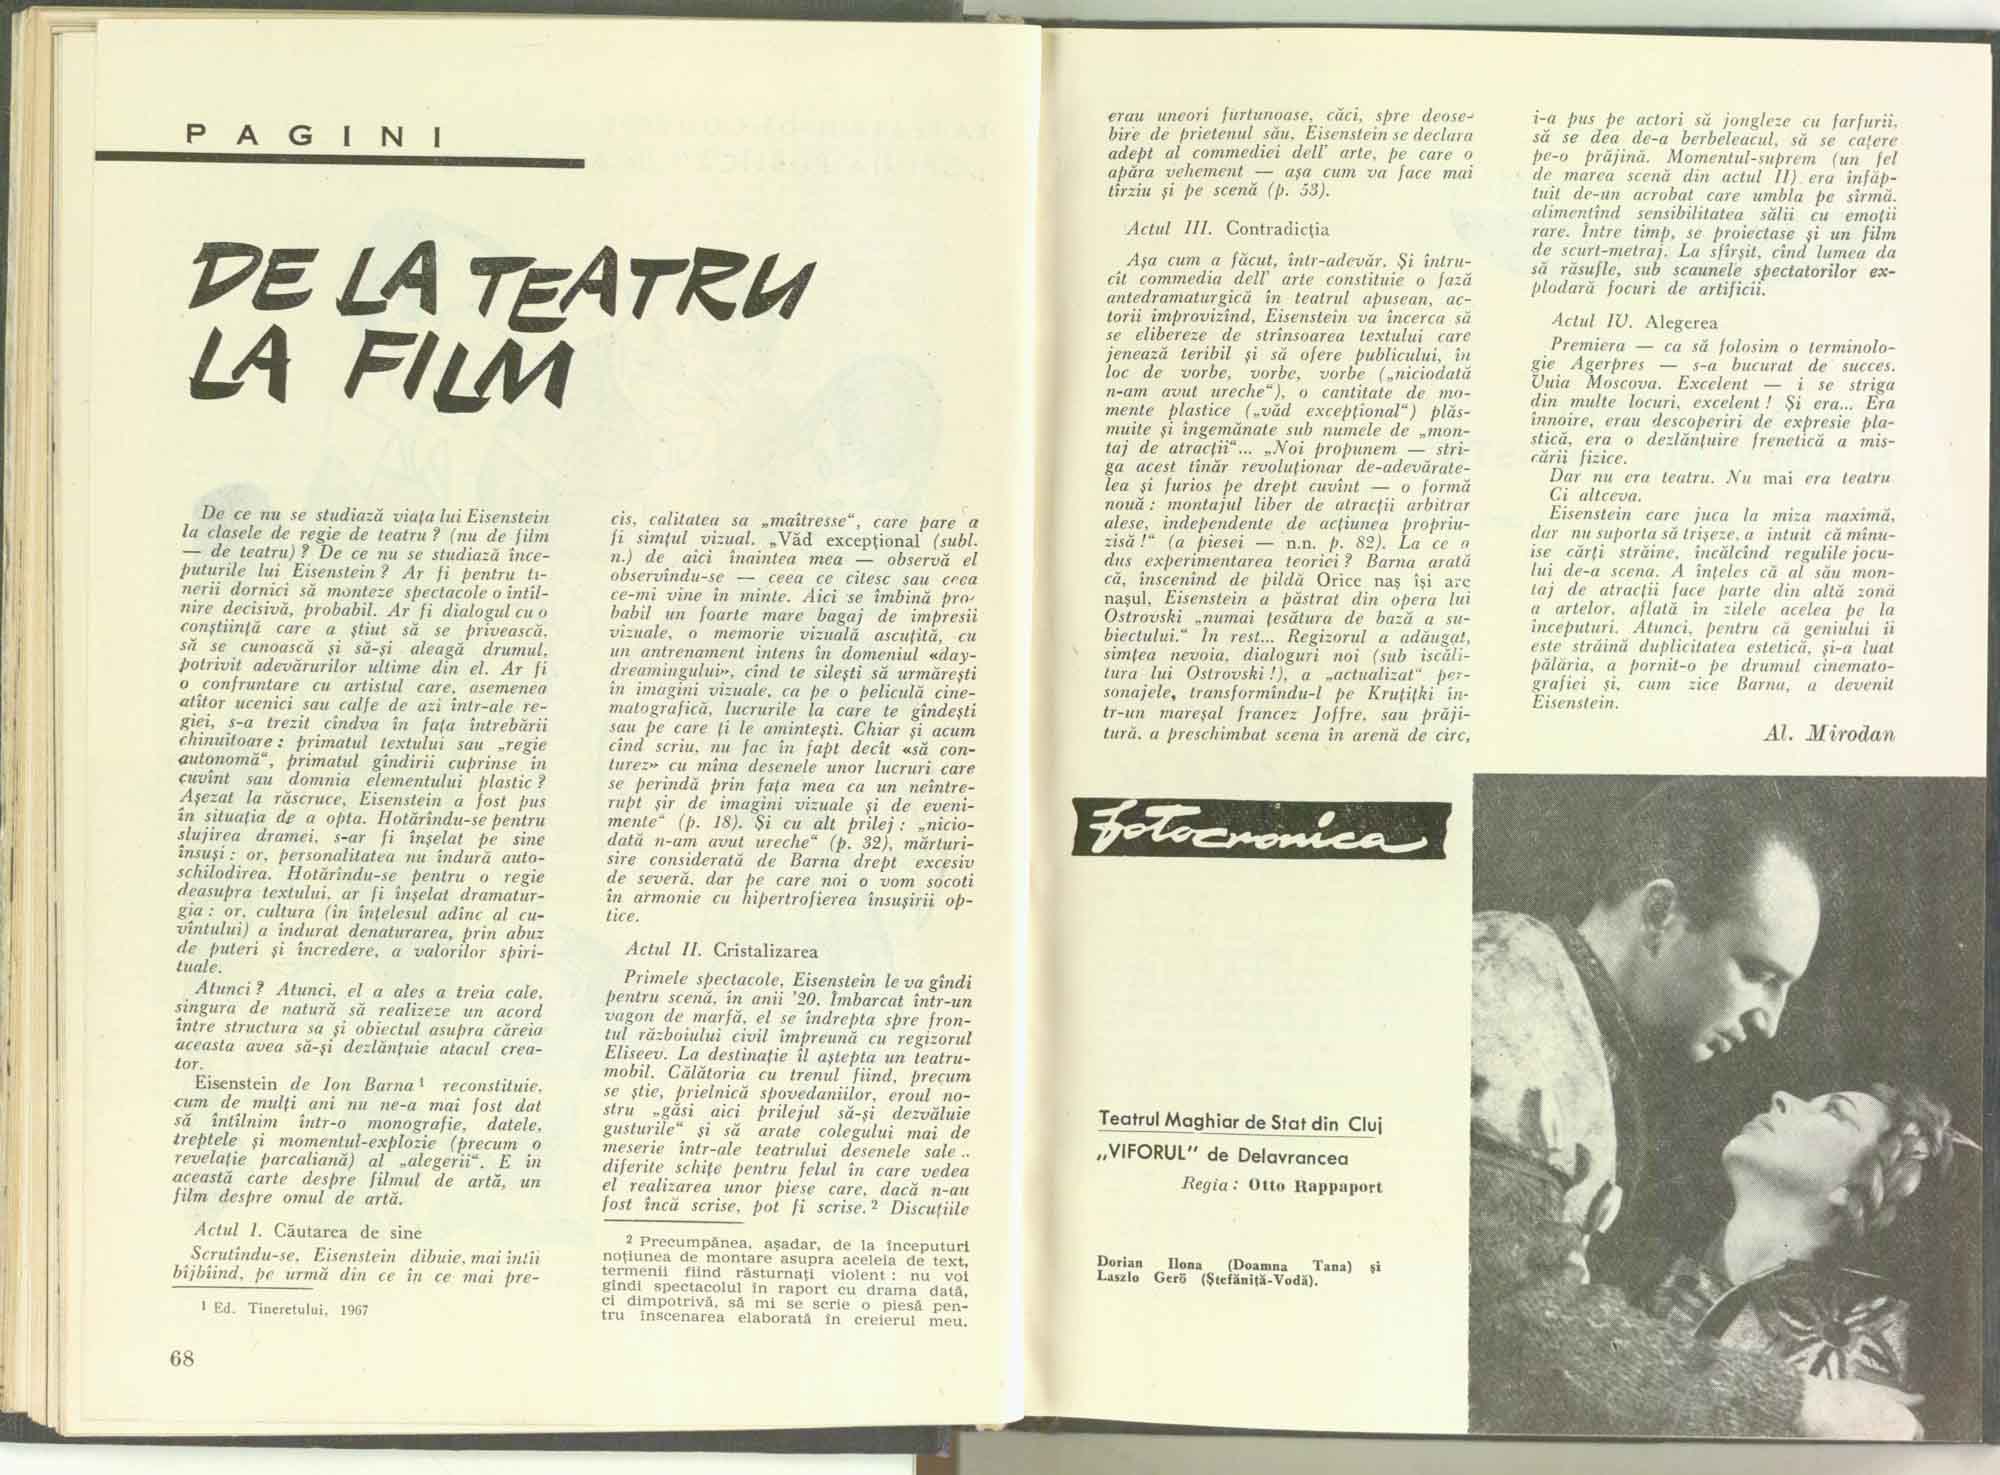 PAGINI
DE LA TEATRU
LA FILM
De ce nu se studiază viața lui Eisenstein
la clasele de regie de teatru ? (nu de film
— de teatru) ? De ce nu se studiază înce-
puturile lui Eisenstein ? Ar fi pentru ti-
nerii dornici să monteze spectacole o întîl-
nire decisivă, probabil. Ar fi dialogul cu o
conștiință care a știut să se privească,
să se cunoască și să-și aleagă drumul,
potrivit adevărurilor ultime din el. Ar fi
o confruntare cu artistul care, asemenea
atîtor ucenici sau calfe de azi într-ale re-
giei, s-a trezit cîndva în fața întrebării
chinuitoare : primatul textului sau „regie
autonomă“, primatul gîndirii cuprinse în
cuvînt sau domnia elementului plastic ?
Așezat la răscruce, Eisenstein a fost pus
în situația de a opta. Hotărîndu-se pentru
slujirea dramei, s-ar fi înșelat pe sine
însuși : or, personalitatea nu îndură auto-
schilodirea. Hotărîndu-se pentru o regie
deasupra textului, ar fi înșelat dramatur-
gia : or, cultura (în înțelesul adînc al cu-
vîntului) a îndurat denaturarea, prin abuz
de puteri și încredere, a valorilor spiri-
tuale.
Atunci ? Atunci, el a ales a treia cale,
singura de natură să realizeze un acord
între structura sa și obiectul asupra căreia
aceasta avea să-și dezlănțuie atacul crea-
tor.
Eisenstein de Ion Barna¹ reconstituie,
cum de mulți ani nu ne-a mai fost dat
să întîlnim într-o monografie, datele,
treptele și momentul-explozie (precum o
revelație parcaliană) al „alegerii“. E în
această carte despre filmul de artă, un
film despre omul de artă.
Actul I. Căutarea de sine
Scrutîndu-se, Eisenstein dibuie, mai întîi
bîjbîind, pe urmă din ce în ce mai pre-
¹ Ed. Tineretului, 1967
68
cis, calitatea sa „maîtresse“, care pare a
fi simțul vizual. „Văd excepțional (subl.
n.) de aici înaintea mea — observă el
observîndu-se — ceea ce citesc sau ceea
ce-mi vine în minte. Aici se îmbină pro-
babil un foarte mare bagaj de impresii
vizuale, o memorie vizuală ascuțită, cu
un antrenament intens în domeniul «day-
dreamingului», cînd te silești să urmărești
în imagini vizuale, ca pe o peliculă cine-
matografică, lucrurile la care te gîndești
sau pe care ți le amintești. Chiar și acum
cînd scriu, nu fac în fapt decît «să con-
turez» cu mîna desenele unor lucruri care
se perindă prin fața mea ca un neîntre-
rupt șir de imagini vizuale și de eveni-
mente“ (p. 18). Și cu alt prilej : „nicio-
dată n-am avut ureche“ (p. 32), mărturi-
sire considerată de Barna drept excesiv
de severă, dar pe care noi o vom socoti
în armonie cu hipertrofierea însușirii op-
tice.
Actul II. Cristalizarea
Primele spectacole, Eisenstein le va gîndi
pentru scenă, în anii '20. Îmbarcat într-un
vagon de marfă, el se îndrepta spre fron-
tul războiului civil împreună cu regizorul
Eliseev. La destinație îl aștepta un teatru-
mobil. Călătoria cu trenul fiind, precum
se știe, prielnică spovedaniilor, eroul no-
stru „găsi aici prilejul să-și dezvăluie
gusturile“ și să arate colegului mai de
meserie într-ale teatrului desenele sale ..
diferite schițe pentru felul în care vedea
el realizarea unor piese care, dacă n-au
fost încă scrise, pot fi scrise.² Discuțiile
² Precumpănea, așadar, de la începuturi
noțiunea de montare asupra aceleia de text,
termenii fiind răsturnați violent : nu voi
gîndi spectacolul în raport cu drama dată,
ci dimpotrivă, să mi se scrie o piesă pen-
tru înscenarea elaborată în creierul meu.
erau uneori furtunoase, căci, spre deose-
bire de prietenul său, Eisenstein se declara
adept al commediei dell' arte, pe care o
apăra vehement — așa cum va face mai
tîrziu și pe scenă (p. 53).
Actul III. Contradicția
Așa cum a făcut, într-adevăr. Și întru-
cît commedia dell' arte constituie o fază
antedramaturgică în teatrul apusean, ac-
torii improvizînd, Eisenstein va încerca să
se elibereze de strînsoarea textului care
jenează teribil și să ofere publicului, în
loc de vorbe, vorbe, vorbe („niciodată
n-am avut ureche“), o cantitate de mo-
mente plastice („văd excepțional“) plăs-
muite și îngemănate sub numele de „mon-
taj de atracții“... „Noi propunem — stri-
ga acest tînăr revoluționar de-adevărate-
lea și furios pe drept cuvînt — o formă
nouă : montajul liber de atracții arbitrar
alese, independente de acțiunea propriu-
zisă !“ (a piesei — n.n. p. 82). La ce a
dus experimentarea teoriei ? Barna arată
că, înscenînd de pildă Orice naș își are
nașul, Eisenstein a păstrat din opera lui
Ostrovski „numai țesătura de bază a su-
biectului.“ În rest... Regizorul a adăugat,
simțea nevoia, dialoguri noi (sub iscăli-
tura lui Ostrovski !), a „actualizat“ per-
sonajele, transformîndu-l pe Krutițki în-
tr-un mareșal francez Joffre, sau prăji-
tură, a preschimbat scena în arenă de circ,
i-a pus pe actori să jongleze cu farfurii,
să se dea de-a berbeleacul, să se cațere
pe-o prăjină. Momentul-suprem (un fel
de marea scenă din actul II) era înfăp-
tuit de-un acrobat care umbla pe sîrmă,
alimentînd sensibilitatea sălii cu emoții
rare. Între timp, se proiectase și un film
de scurt-metraj. La sfîrșit, cînd lumea da
să răsufle, sub scaunele spectatorilor ex-
plodară focuri de artificii.
Actul IV. Alegerea
Premiera — ca să folosim o terminolo-
gie Agerpres — s-a bucurat de succes.
Vuia Moscova. Excelent — i se striga
din multe locuri, excelent ! Și era... Era
înnoire, erau descoperiri de expresie pla-
stică, era o dezlănțuire frenetică a miș-
cării fizice.
Dar nu era teatru. Nu mai era teatru
Ci altceva.
Eisenstein care juca la miza maximă,
dar nu suporta să trișeze, a intuit că mînu-
ise cărți străine, încălcînd regulile jocu-
lui de-a scena. A înțeles că al său mon-
taj de atracții face parte din altă zonă
a artelor, aflată în zilele acelea pe la
începuturi. Atunci, pentru că geniului îi
este străină duplicitatea estetică, și-a luat
pălăria, a pornit-o pe drumul cinemato-
grafiei și, cum zice Barna, a devenit
Eisenstein.
Al. Mirodan
fotocronica
Teatrul Maghiar de Stat din Cluj
„VIFORUL” de Delavrancea
Regia : Otto Rappaport
Dorian Ilona (Doamna Tana) și
Laszlo Gerö (Ștefăniță-Vodă).